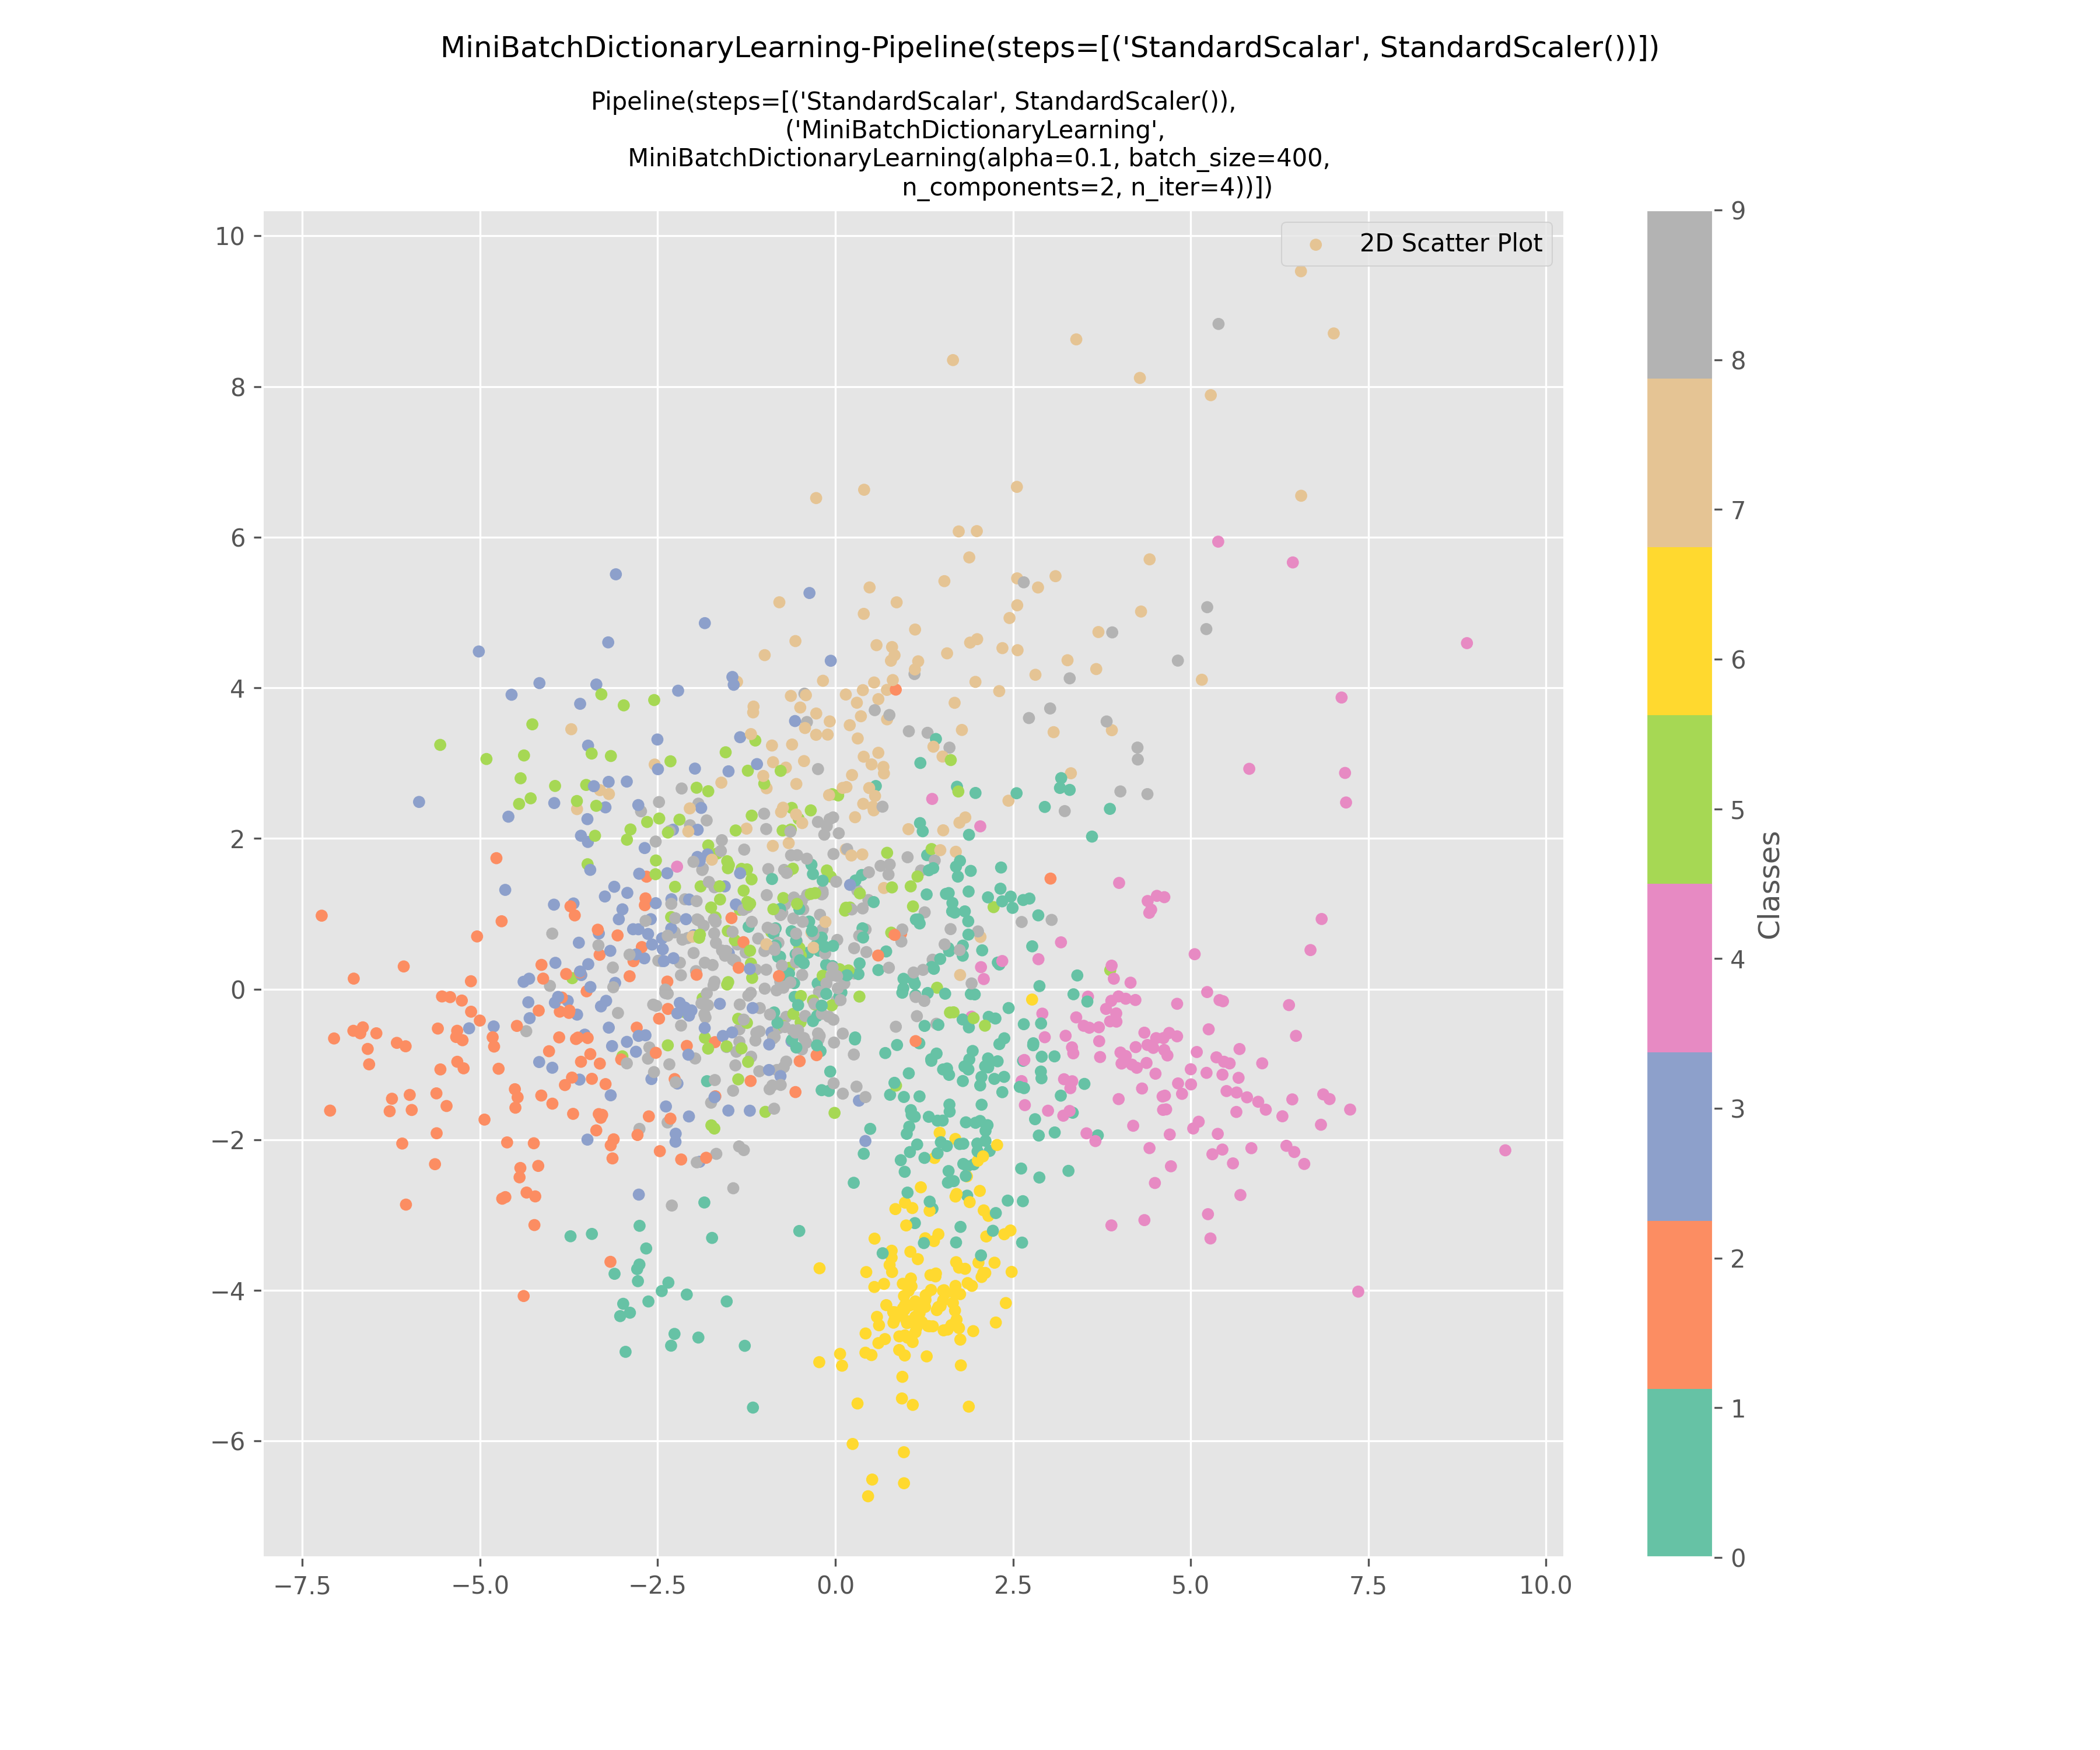 MiniBatchDictionaryLearning-Pipeline(steps=[('StandardScalar', StandardScaler())])
Pipeline(steps=[('StandardScalar', StandardScaler()),
('MiniBatchDictionaryLearning',
MiniBatchDictionaryLearning(alpha=0.1, batch_size=400,
n_components=2, n_iter=4))])
2D Scatter Plot
10
8
6
4
2
0
−2
−4
−6
−7.5 −5.0 −2.5 0.0 2.5 5.0 7.5 10.0
9
8
7
6
5
4
3
2
1
0
Classes